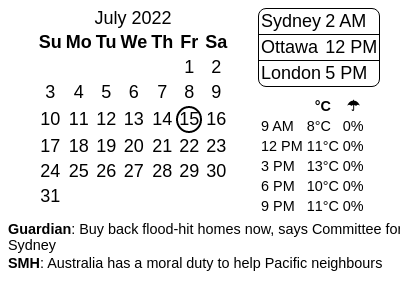 July 2022
Su Mo Tu We Th Fr Sa
1 2
3 4 5 6 7 8 9
10 11 12 13 14 15 16
17 18 19 20 21 22 23
24 25 26 27 28 29 30
31
Sydney 2 AM
Ottawa 12 PM
London 5 PM
°C ☂
9 AM 8°C 0%
12 PM 11°C 0%
3 PM 13°C 0%
6 PM 10°C 0%
9 PM 11°C 0%
Guardian: Buy back flood-hit homes now, says Committee for
Sydney
SMH: Australia has a moral duty to help Pacific neighbours